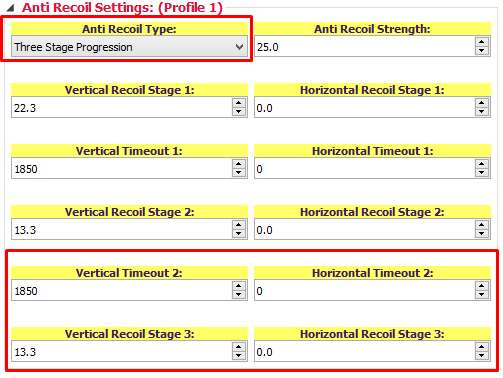 Anti Recoil Settings: (Profile 1)
Anti Recoil Type: Anti Recoil Strength:
Three Stage Progression 25.0
Vertical Recoil Stage 1: Horizontal Recoil Stage 1:
22.3 0.0
Vertical Timeout 1: Horizontal Timeout 1:
1850 0
Vertical Recoil Stage 2: Horizontal Recoil Stage 2:
13.3 0.0
Vertical Timeout 2: Horizontal Timeout 2:
1850 0
Vertical Recoil Stage 3: Horizontal Recoil Stage 3:
13.3 0.0